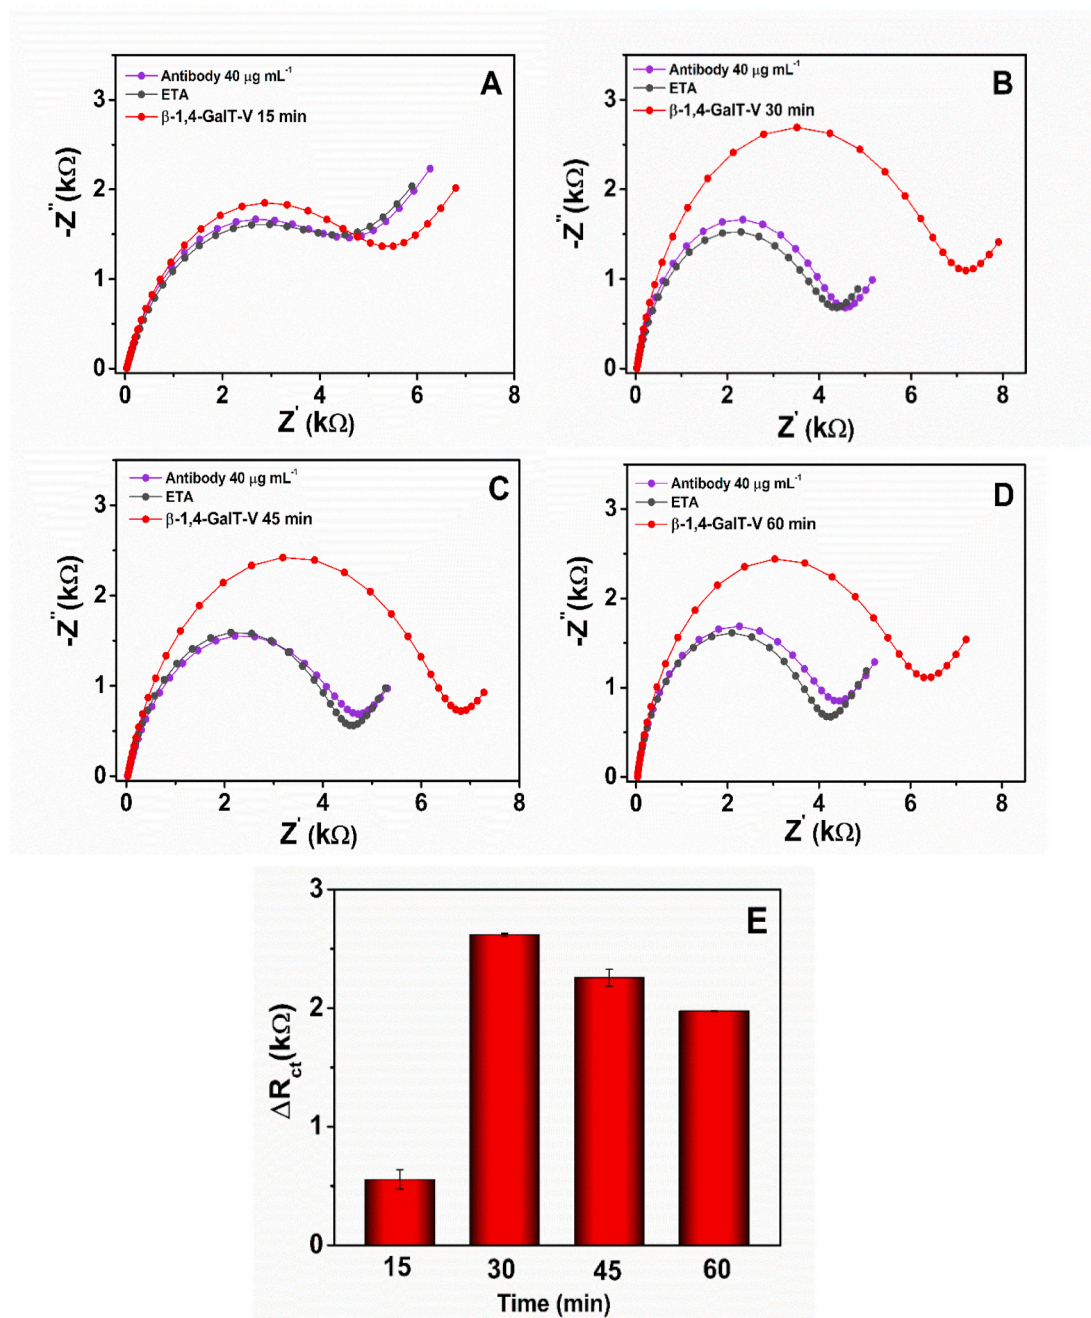 A
Antibody 40 μg mL⁻¹
ETA
β-1,4-GalT-V 15 min
3
2
1
0
-Z''(kΩ)
0 2 4 6 8
Z' (kΩ)
B
Antibody 40 μg mL⁻¹
ETA
β-1,4-GalT-V 30 min
3
2
1
0
-Z''(kΩ)
0 2 4 6 8
Z' (kΩ)
C
Antibody 40 μg mL⁻¹
ETA
β-1,4-GalT-V 45 min
3
2
1
0
-Z''(kΩ)
0 2 4 6 8
Z' (kΩ)
D
Antibody 40 μg mL⁻¹
ETA
β-1,4-GalT-V 60 min
3
2
1
0
-Z''(kΩ)
0 2 4 6 8
Z' (kΩ)
E
3
2
1
0
ΔRct(kΩ)
15 30 45 60
Time (min)